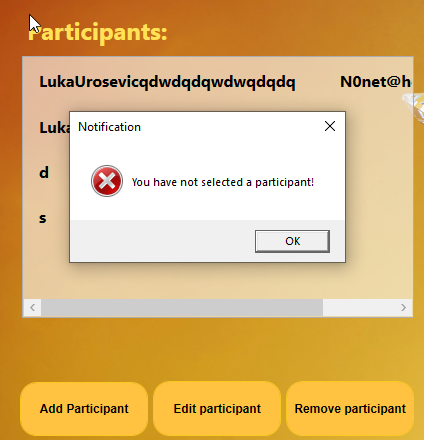 Participants:
LukaUrosevicqdwdqdqwdwqdqdq N0net@h
Luka
Notification
d
You have not selected a participant!
s
OK
Add Participant Edit participant Remove participant